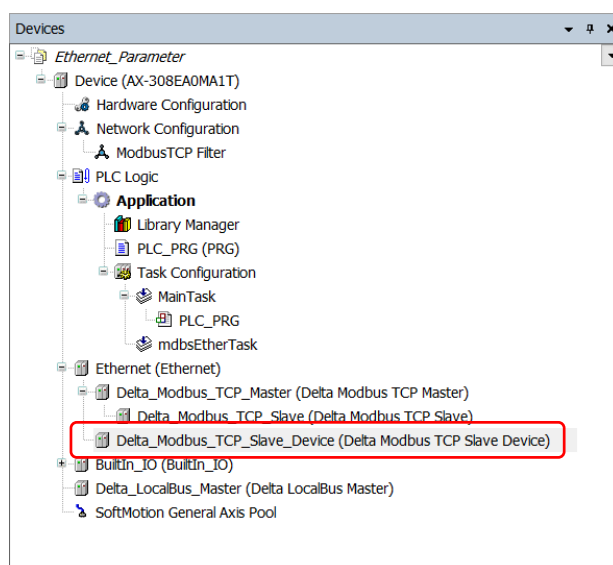 Devices
Ethernet_Parameter
Device (AX-308EA0MA1T)
Hardware Configuration
Network Configuration
ModbusTCP Filter
PLC Logic
Application
Library Manager
PLC_PRG (PRG)
Task Configuration
MainTask
PLC_PRG
mdbsEtherTask
Ethernet (Ethernet)
Delta_Modbus_TCP_Master (Delta Modbus TCP Master)
Delta_Modbus_TCP_Slave (Delta Modbus TCP Slave)
Delta_Modbus_TCP_Slave_Device (Delta Modbus TCP Slave Device)
BuiltIn_IO (BuiltIn_IO)
Delta_LocalBus_Master (Delta LocalBus Master)
SoftMotion General Axis Pool